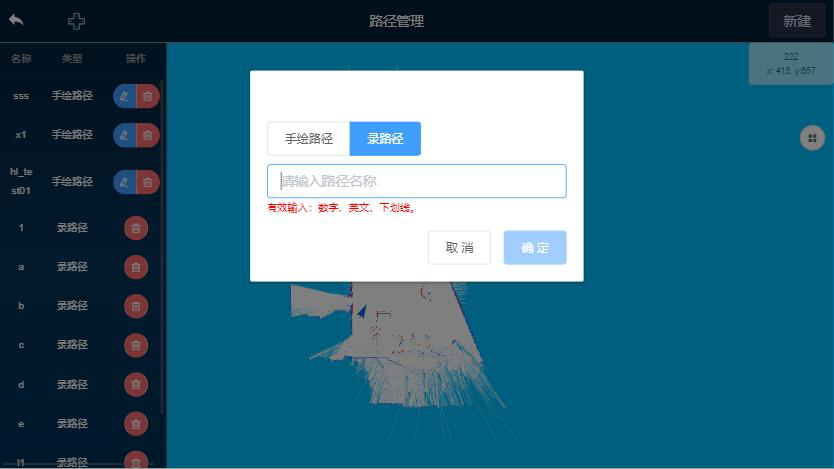 路径管理
新建
名称 类型 操作
222
x: 416, y:657
sss 手绘路径
x1 手绘路径
hl_te
st01 手绘路径
1 录路径
a 录路径
b 录路径
c 录路径
d 录路径
e 录路径
l1 录路径
手绘路径 录路径
请输入路径名称
有效输入：数字、英文、下划线。
取 消 确 定